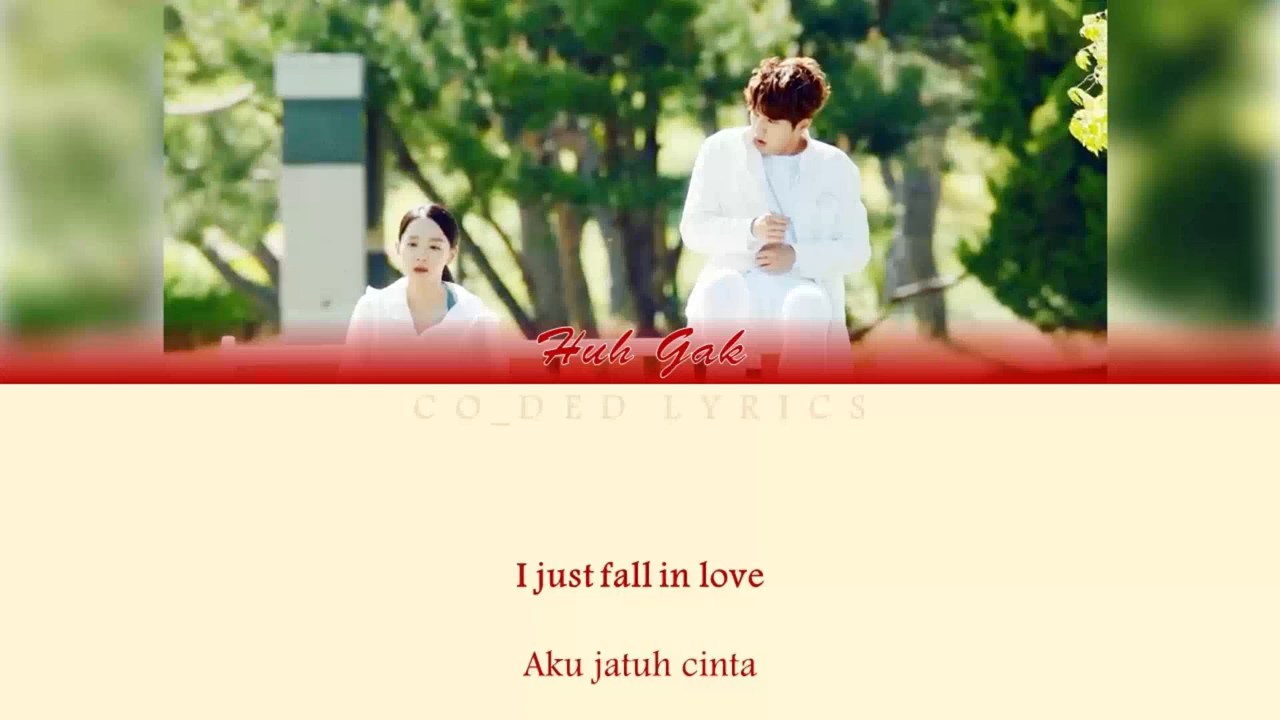 Huh Gak
CO_DED LYRICS
I just fall in love
Aku jatuh cinta